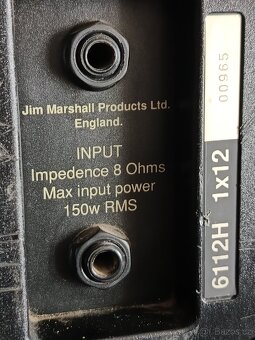 Jim Marshall Products Ltd.
England.
INPUT
Impedence 8 Ohms
Max input power
150w RMS
00965
6112H 1x12